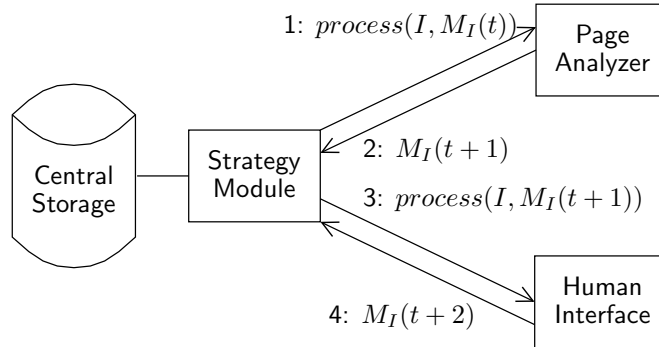 1: process(I, M_I(t))
Page
Analyzer
Central
Storage
Strategy
Module
2: M_I(t+1)
3: process(I, M_I(t+1))
4: M_I(t+2)
Human
Interface